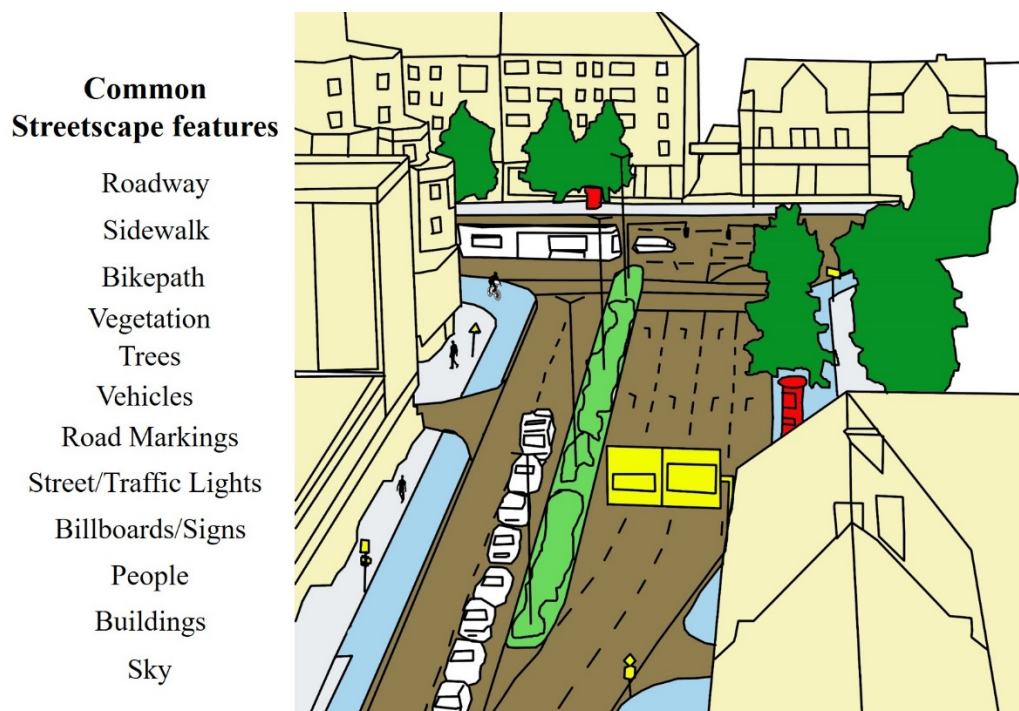 Common
Streetscape features
Roadway
Sidewalk
Bikepath
Vegetation
Trees
Vehicles
Road Markings
Street/Traffic Lights
Billboards/Signs
People
Buildings
Sky